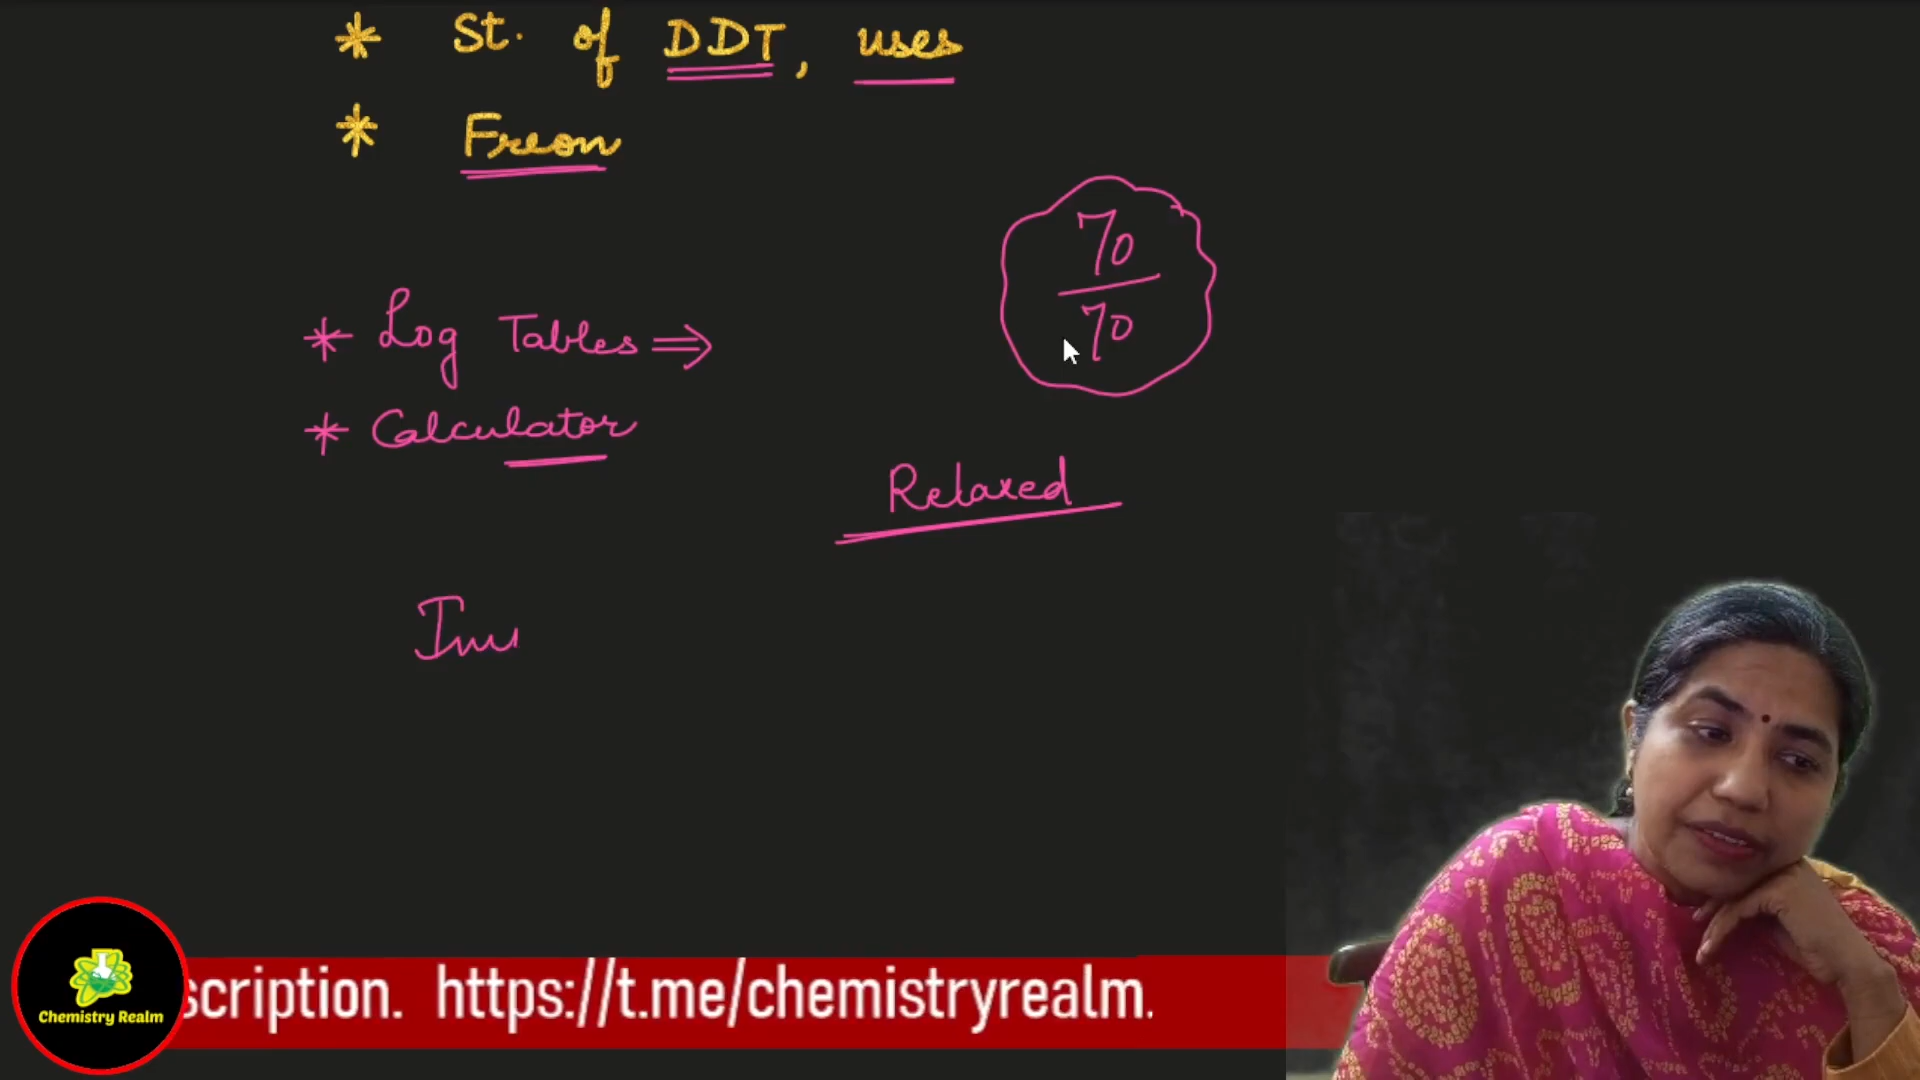 * St. of DDT, uses
* Freon
70
70
* Log Tables ⇒
* Calculator
Relaxed
scription. https://t.me/chemistryrealm.
Chemistry Realm